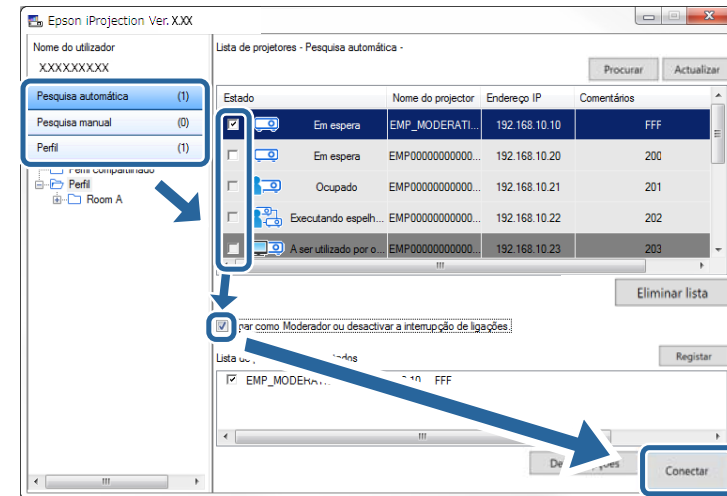 Epson iProjection Ver. X.XX
Nome do utilizador
XXXXXXXXX
Pesquisa automática (1)
Pesquisa manual (0)
Perfil (1)
Perfil compartilhado
Perfil
Room A
Lista de projetores - Pesquisa automática -
Procurar Actualizar
Estado Nome do projector Endereço IP Comentários
Em espera EMP_MODERATI... 192.168.10.10 FFF
Em espera EMP00000000000... 192.168.10.20 200
Ocupado EMP00000000000... 192.168.10.21 201
Executando espelh... EMP00000000000... 192.168.10.22 202
A ser utilizado por o... EMP00000000000... 192.168.10.23 203
Eliminar lista
como Moderador ou desactivar a interrupção de ligações.
Lista
Registar
EMP_MODERATI 10 FFF
Conectar